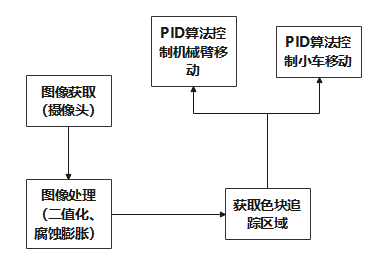 PID算法控
制机械臂移
动
PID算法控
制小车移动
图像获取
（摄像头）
图像处理
（二值化、
腐蚀膨胀）
获取色块追
踪区域